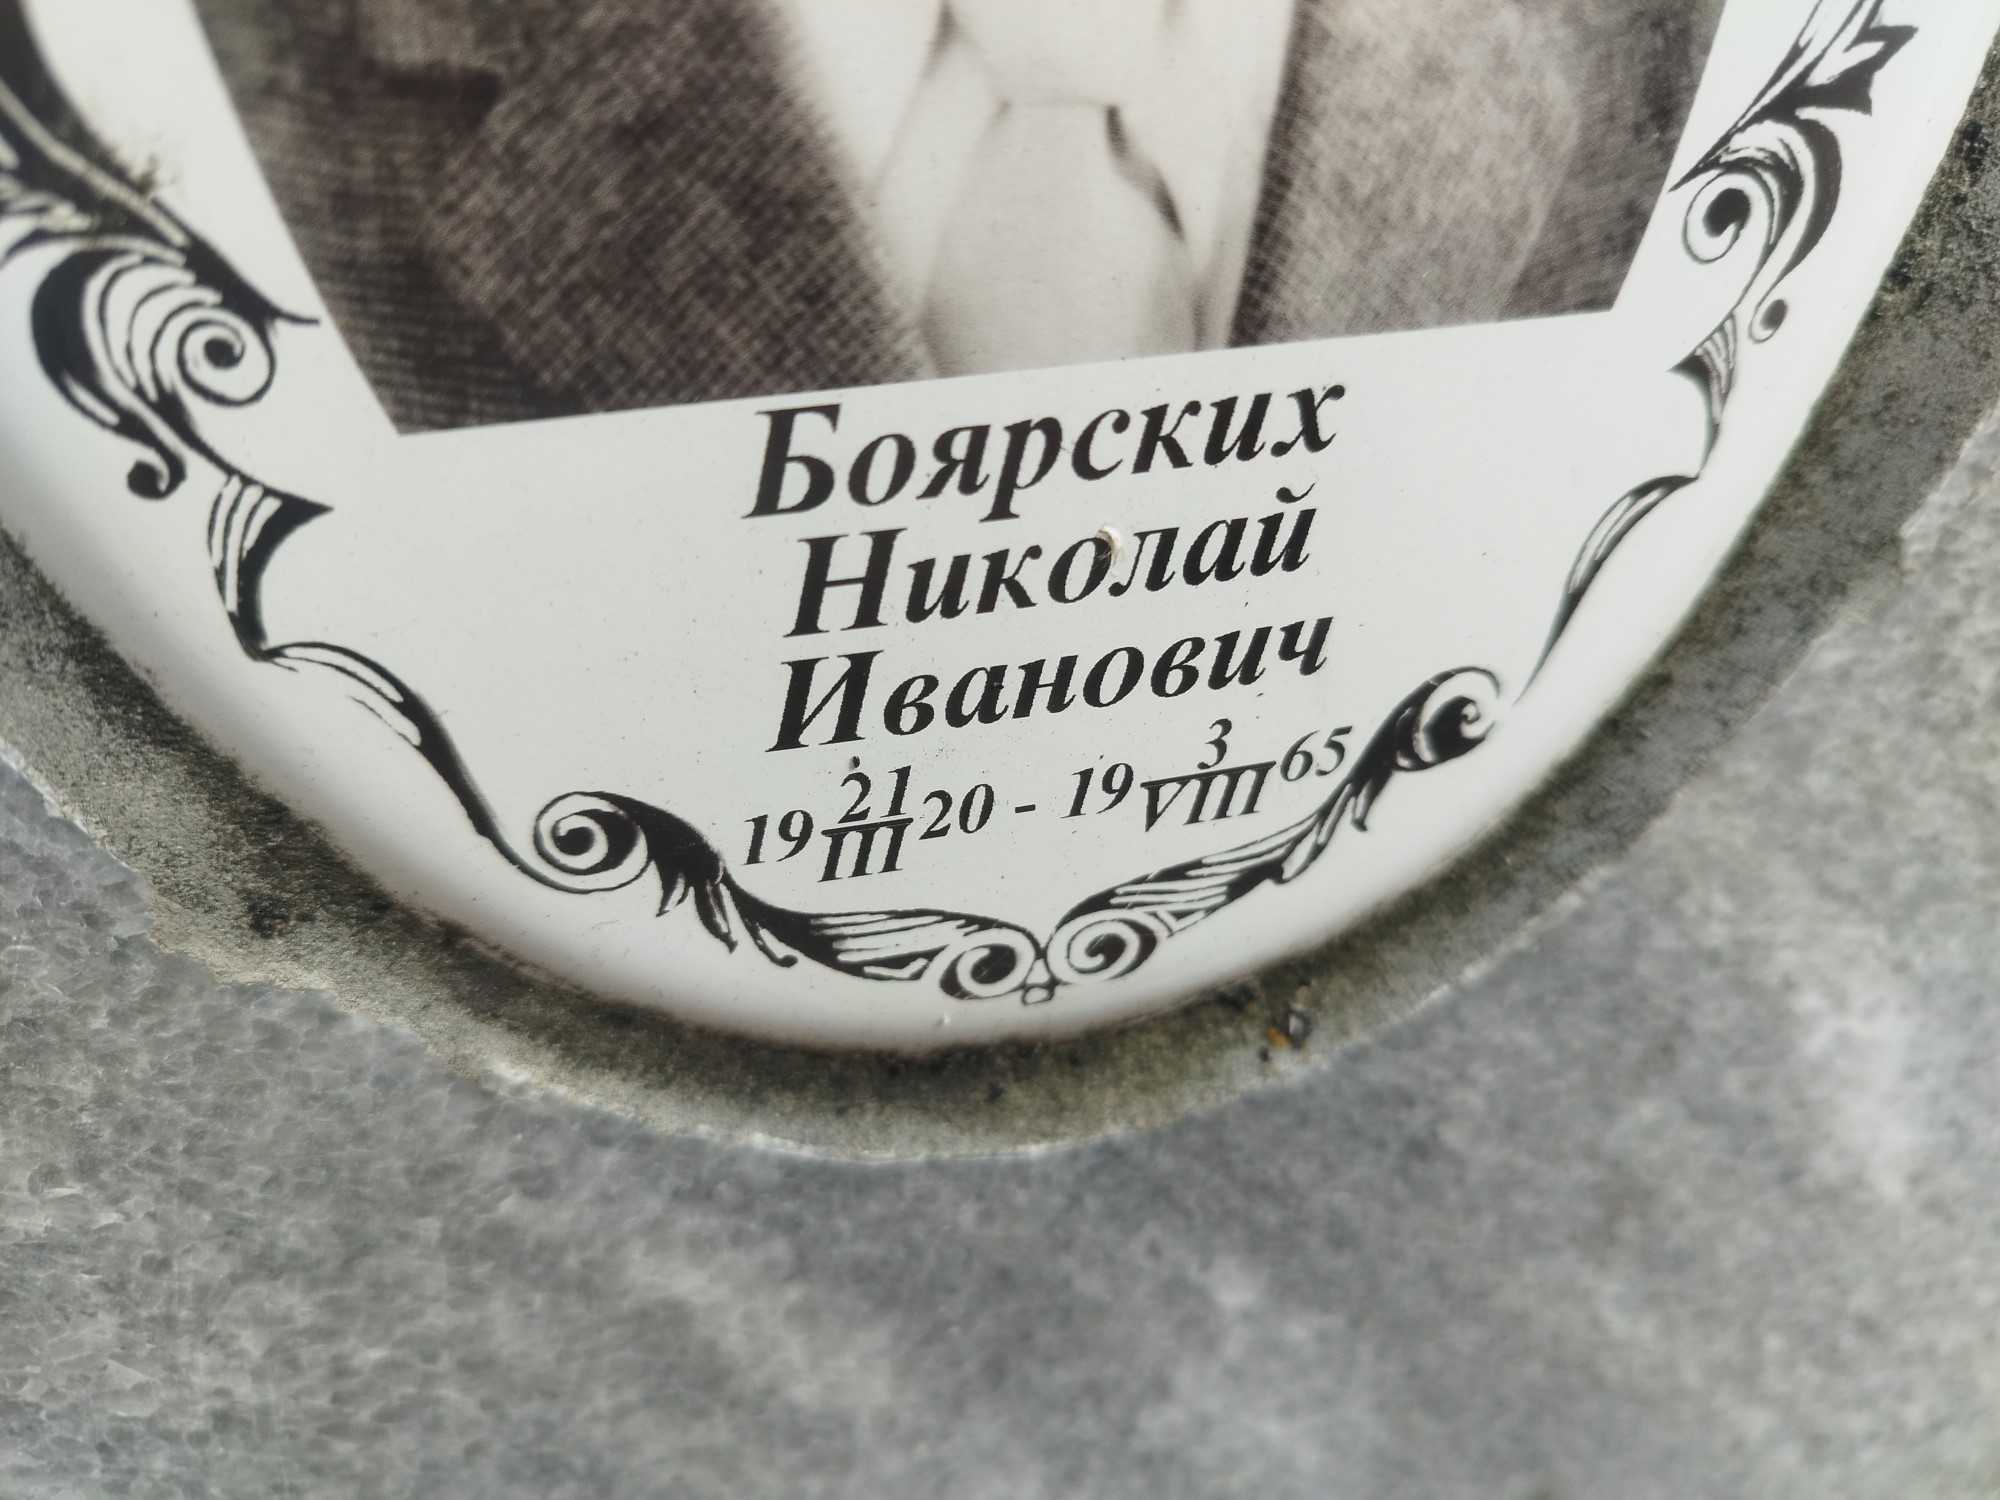 Боярских
Николай
Иванович
19 21/III 20 - 19 3/VIII 65